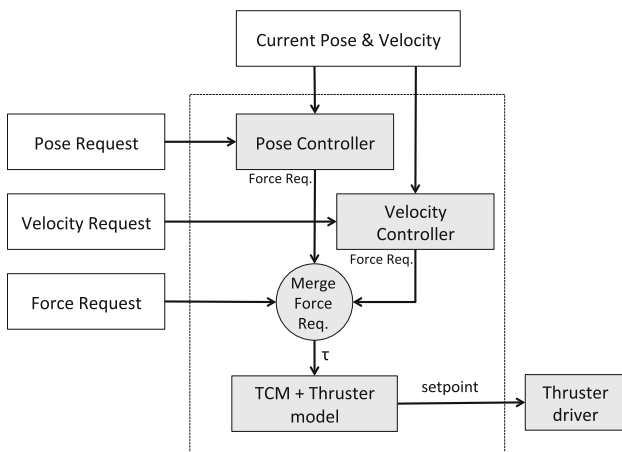 Current Pose & Velocity
Pose Request
Pose Controller
Force Req.
Velocity Request
Velocity
Controller
Force Req.
Force Request
Merge
Force
Req.
τ
TCM + Thruster
model
setpoint
Thruster
driver